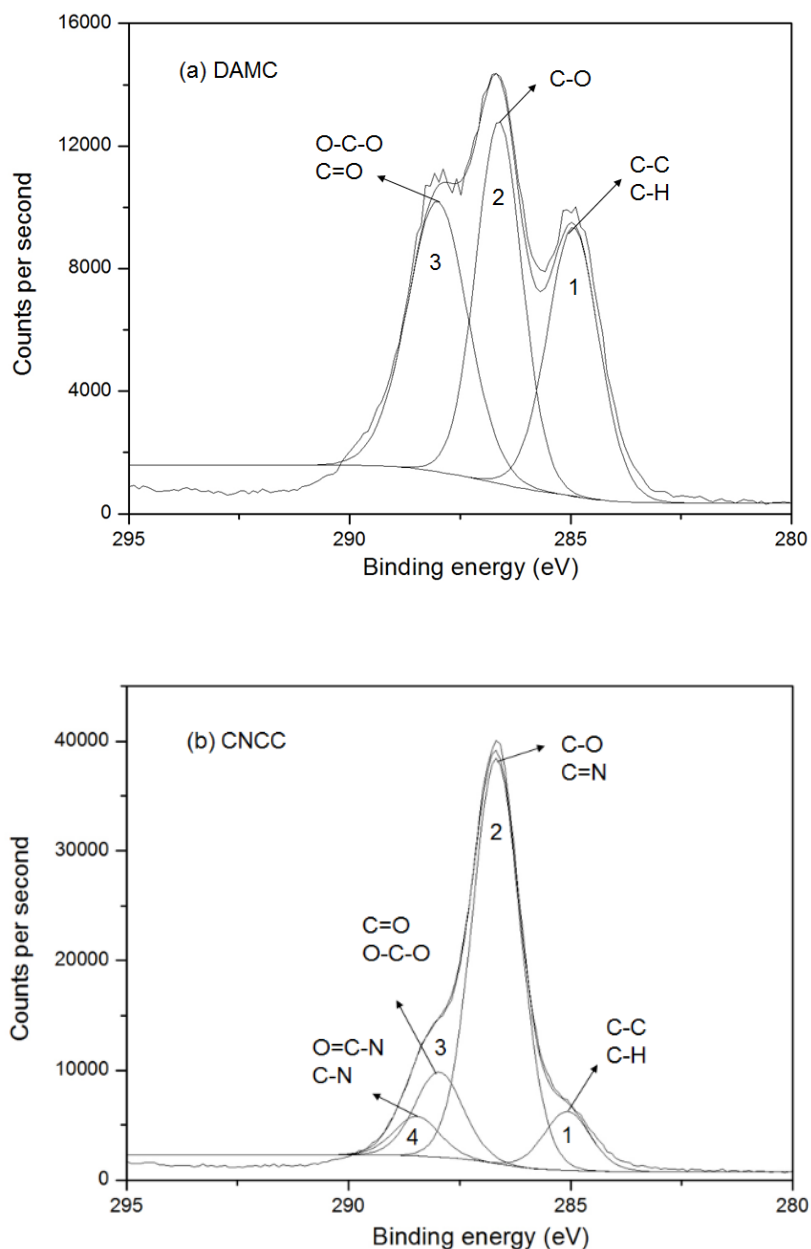 16000
(a) DAMC
C-O
12000
O-C-O
C=O
C-C
C-H
2
3
1
8000
4000
0
Counts per second
295
290
285
280
Binding energy (eV)
40000
(b) CNCC
C-O
C=N
2
30000
C=O
O-C-O
20000
O=C-N
C-N
C-C
C-H
3
10000
4
1
0
Counts per second
295
290
285
280
Binding energy (eV)